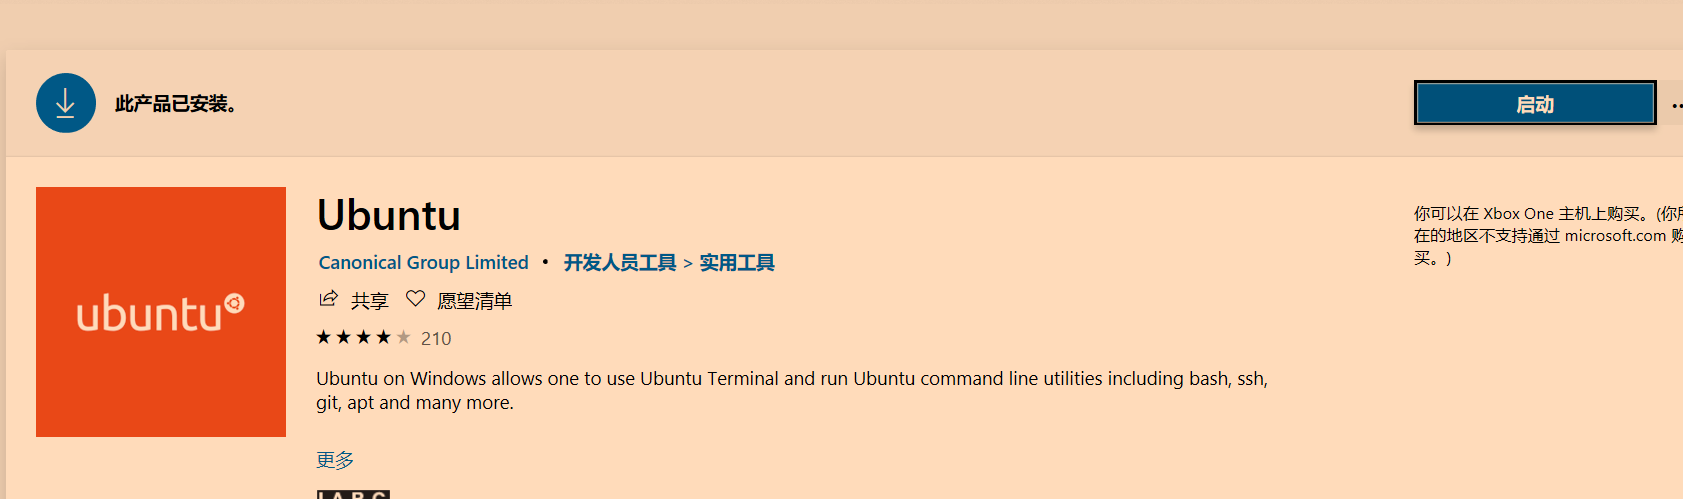 此产品已安装。
启动
ubuntu
Ubuntu
Canonical Group Limited • 开发人员工具 > 实用工具
共享 愿望清单
210
Ubuntu on Windows allows one to use Ubuntu Terminal and run Ubuntu command line utilities including bash, ssh,
git, apt and many more.
更多
你可以在 Xbox One 主机上购买。(你所
在的地区不支持通过 microsoft.com 购
买。)